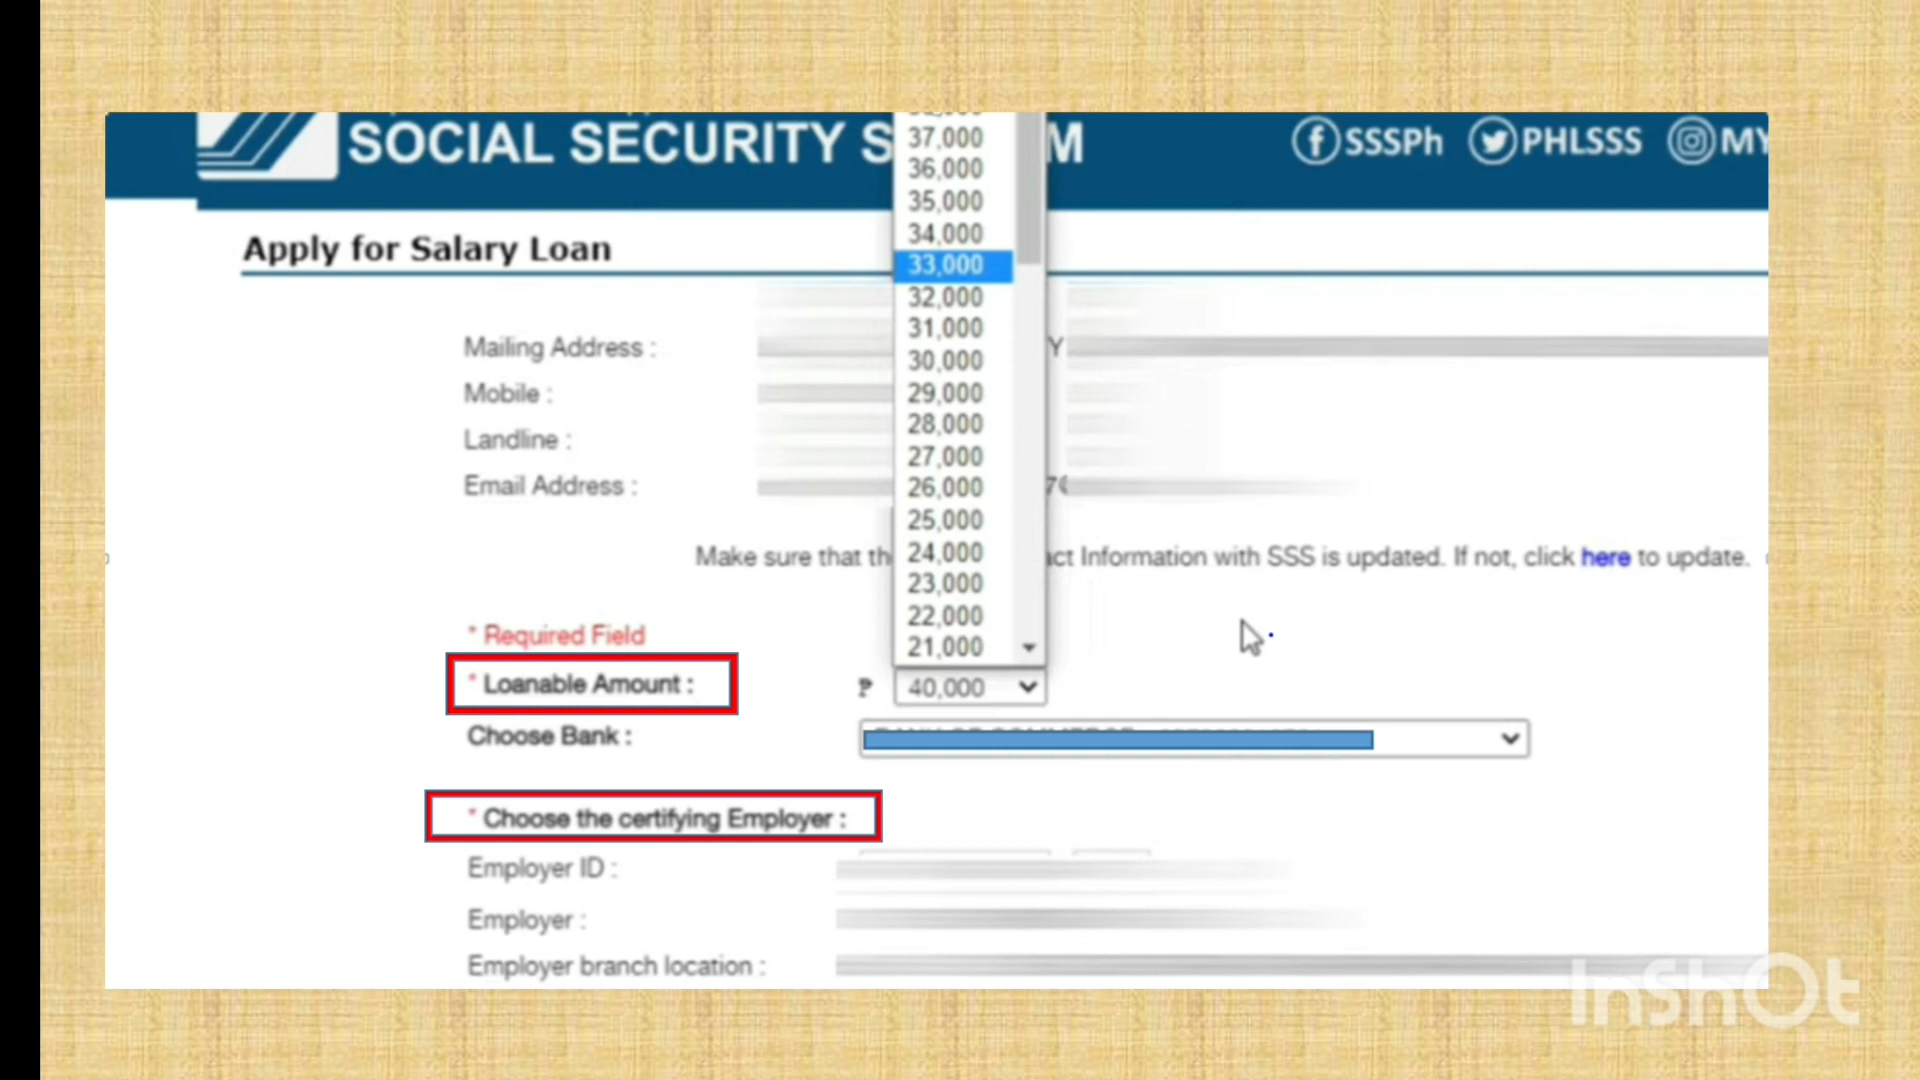 SOCIAL SECURITY S M
SSSPh PHLSSS MY
Apply for Salary Loan
37,000
36,000
35,000
34,000
33,000
32,000
31,000
30,000
29,000
28,000
27,000
26,000
25,000
24,000
23,000
22,000
21,000
Mailing Address : Y
Mobile :
Landline :
Email Address :
Make sure that th ct Information with SSS is updated. If not, click here to update.
* Required Field
* Loanable Amount : ₱ 40,000
Choose Bank :
* Choose the certifying Employer :
Employer ID :
Employer :
Employer branch location :
InShOt